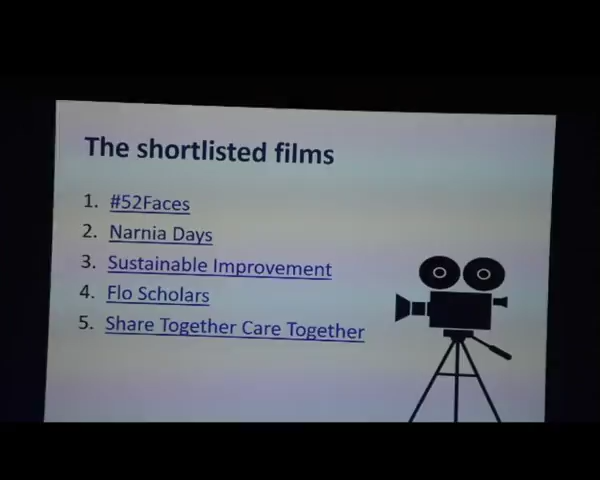 The shortlisted films
1. #52Faces
2. Narnia Days
3. Sustainable Improvement
4. Flo Scholars
5. Share Together Care Together